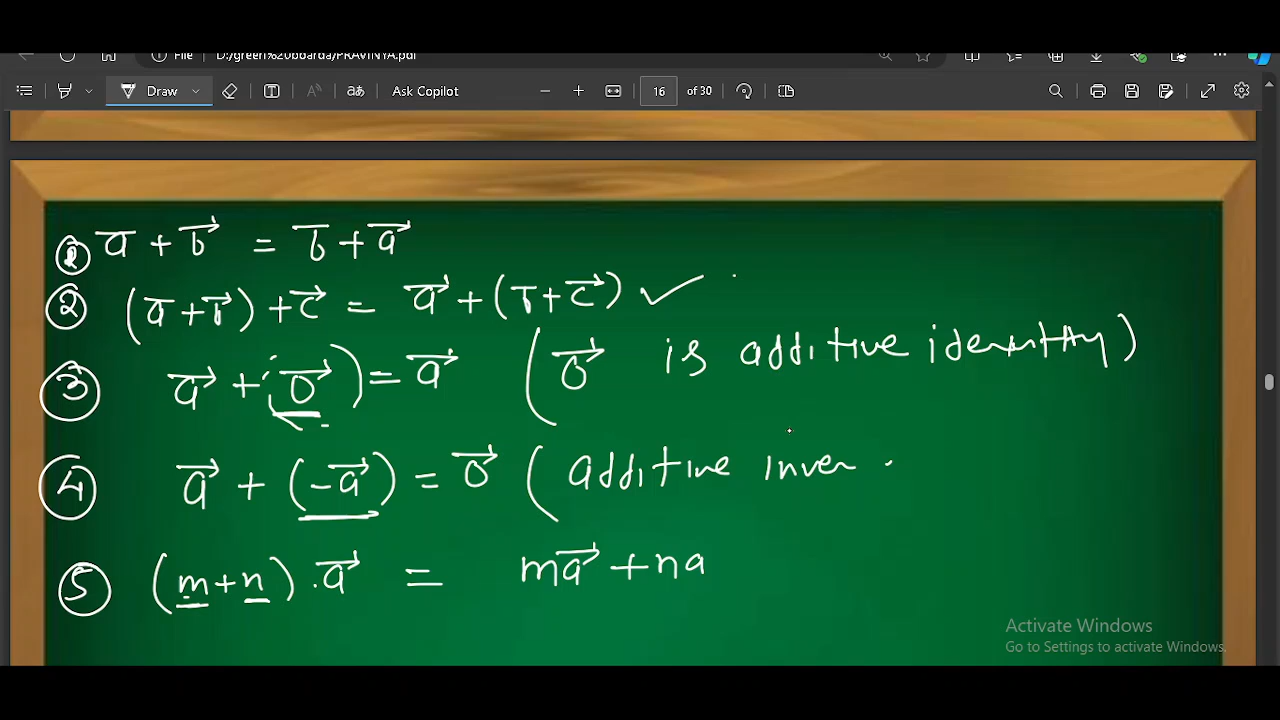 File D:/green%20boarda/PRAVINYA.pdf
Draw Ask Copilot 16 of 30
① a + b⃗ = b + a⃗
② (a + b⃗) + c⃗ = a⃗ + (b + c⃗) ✓
③ a⃗ + (0⃗) = a⃗ (0⃗ is additive identity)
④ a⃗ + (-a⃗) = 0⃗ (additive inver
⑤ (m+n).a⃗ = ma⃗ + na
Activate Windows
Go to Settings to activate Windows.